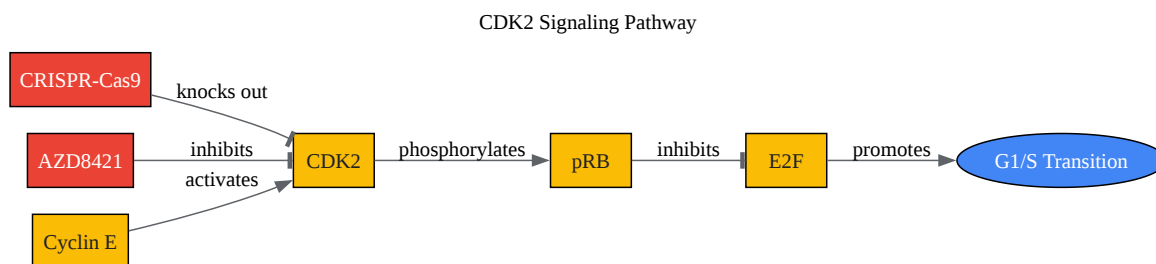 CDK2 Signaling Pathway
CRISPR-Cas9
knocks out
AZD8421
inhibits
CDK2
phosphorylates
pRB
inhibits
E2F
promotes
G1/S Transition
activates
Cyclin E